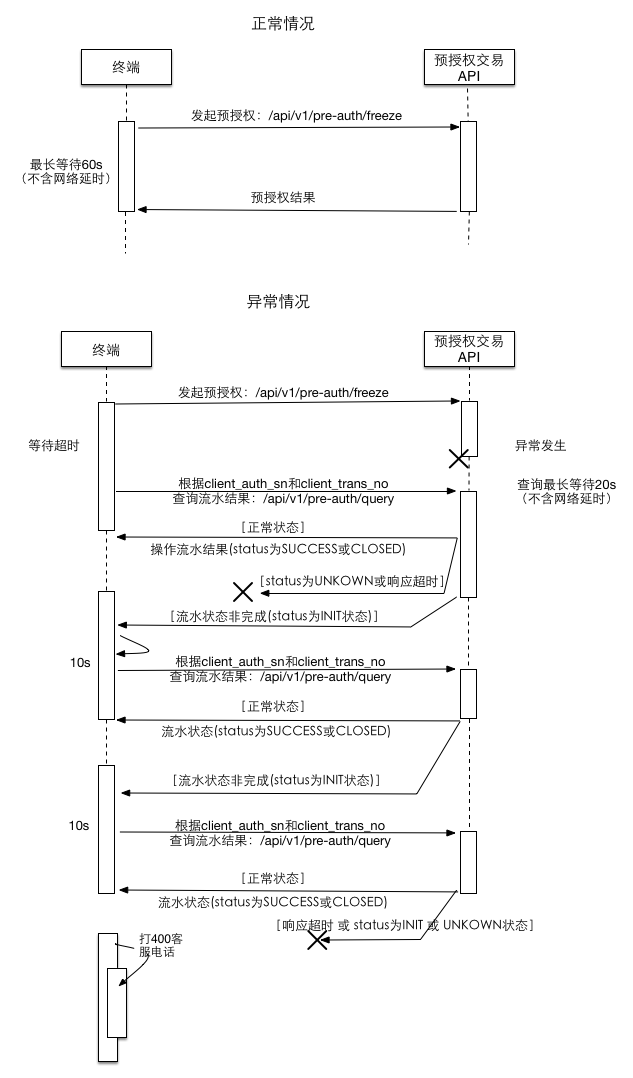 正常情况
终端
预授权交易
API
发起预授权：/api/v1/pre-auth/freeze
最长等待60s
（不含网络延时）
预授权结果
异常情况
终端
预授权交易
API
发起预授权：/api/v1/pre-auth/freeze
等待超时
异常发生
根据client_auth_sn和client_trans_no
查询流水结果：/api/v1/pre-auth/query
查询最长等待20s
（不含网络延时）
[正常状态]
操作流水结果(status为SUCCESS或CLOSED)
[status为UNKOWN或响应超时]
[流水状态非完成(status为INIT状态)]
10s
根据client_auth_sn和client_trans_no
查询流水结果：/api/v1/pre-auth/query
[正常状态]
流水状态(status为SUCCESS或CLOSED)
[流水状态非完成(status为INIT状态)]
10s
根据client_auth_sn和client_trans_no
查询流水结果：/api/v1/pre-auth/query
[正常状态]
流水状态(status为SUCCESS或CLOSED)
[响应超时 或 status为INIT 或 UNKOWN状态]
打400客
服电话